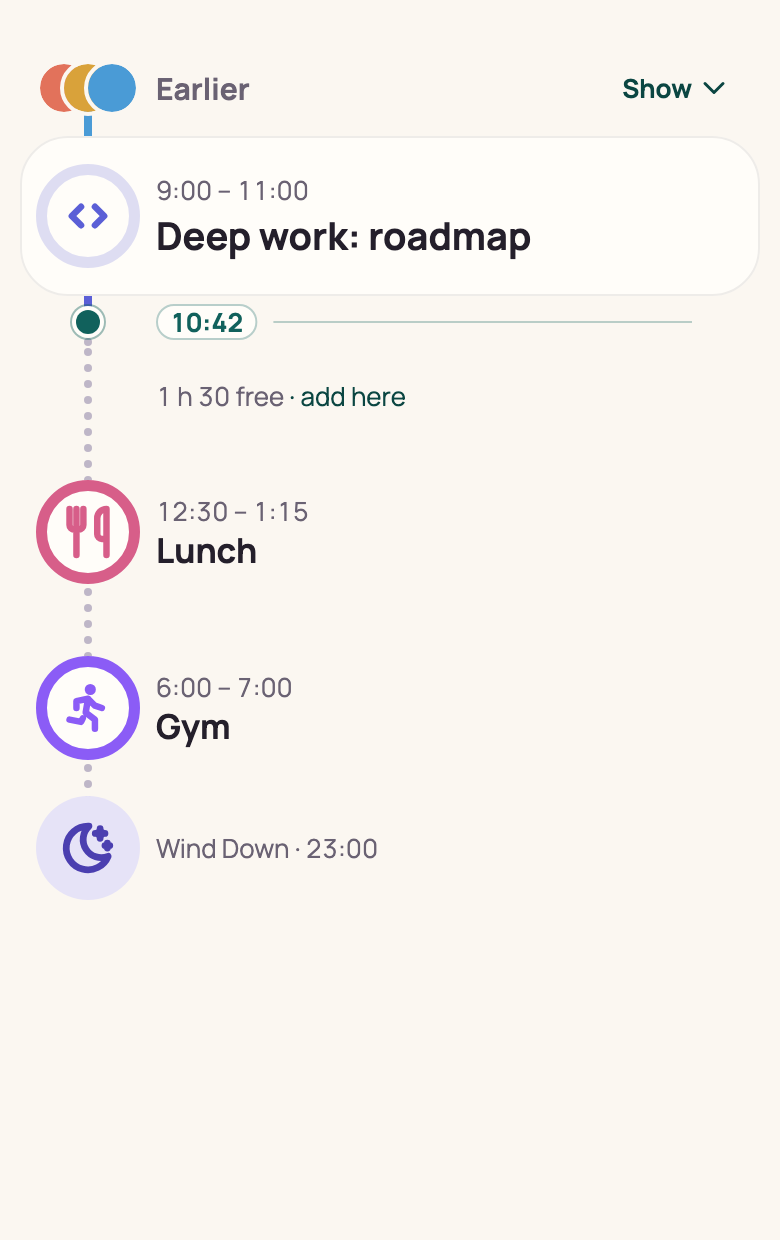 Earlier
Show
9:00 – 11:00
Deep work: roadmap
10:42
1 h 30 free · add here
12:30 – 1:15
Lunch
6:00 – 7:00
Gym
Wind Down · 23:00